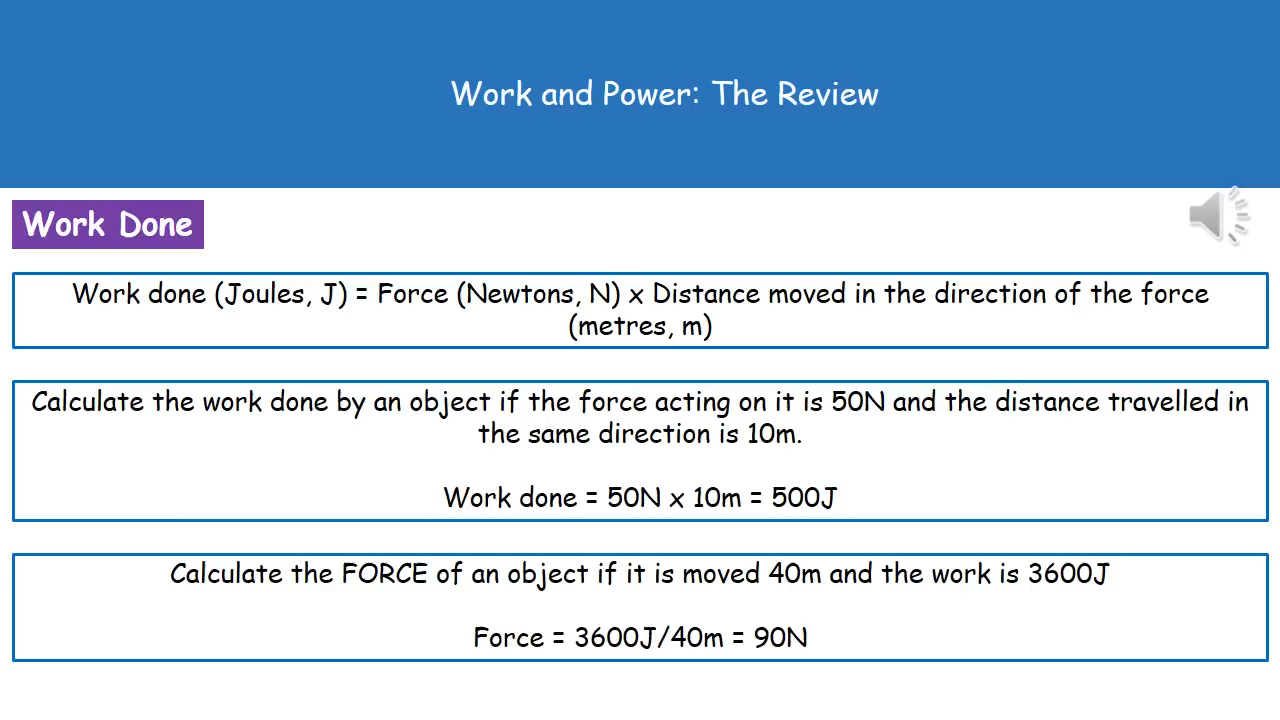 Work and Power: The Review
Work Done
Work done (Joules, J) = Force (Newtons, N) x Distance moved in the direction of the force
(metres, m)
Calculate the work done by an object if the force acting on it is 50N and the distance travelled in
the same direction is 10m.
Work done = 50N x 10m = 500J
Calculate the FORCE of an object if it is moved 40m and the work is 3600J
Force = 3600J/40m = 90N